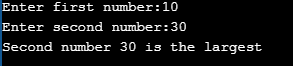 Enter first number:10
Enter second number:30
Second number 30 is the largest